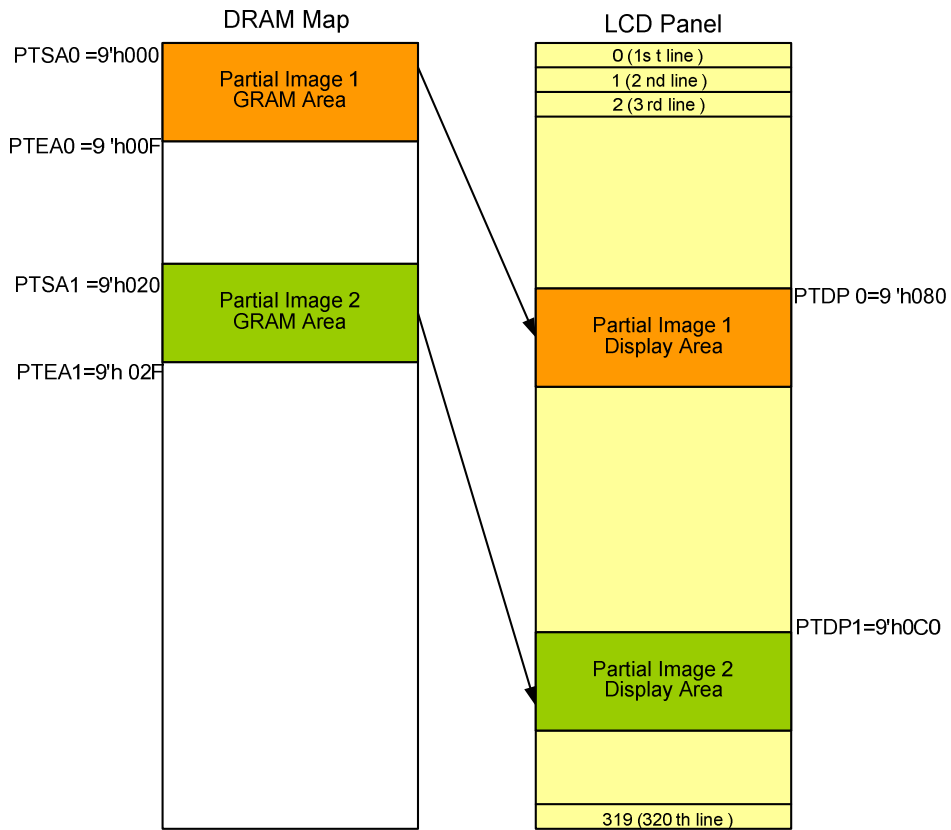 DRAM Map
LCD Panel
PTSA0 =9'h000
Partial Image 1
GRAM Area
PTEA0 =9 'h00F
PTSA1 =9'h020
Partial Image 2
GRAM Area
PTEA1=9'h 02F
0 (1s t line )
1 (2 nd line )
2 (3 rd line )
PTDP 0=9 'h080
Partial Image 1
Display Area
PTDP1=9'h0C0
Partial Image 2
Display Area
319 (320 th line )